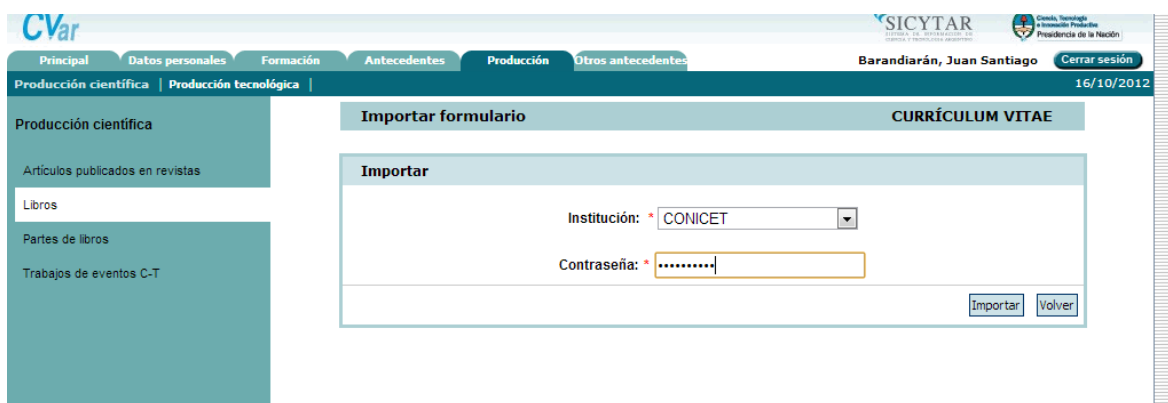 CVar
SICYTAR
Ciencia, Tecnología
e Innovación Productiva
Presidencia de la Nación
Principal Datos personales Formación Antecedentes Producción Otros antecedentes Barandiarán, Juan Santiago Cerrar sesión
Producción científica | Producción tecnológica | 16/10/2012
Producción científica
Importar formulario CURRÍCULUM VITAE
Artículos publicados en revistas
Importar
Libros
Institución: * CONICET
Partes de libros
Contraseña: * ••••••••••
Trabajos de eventos C-T
Importar Volver